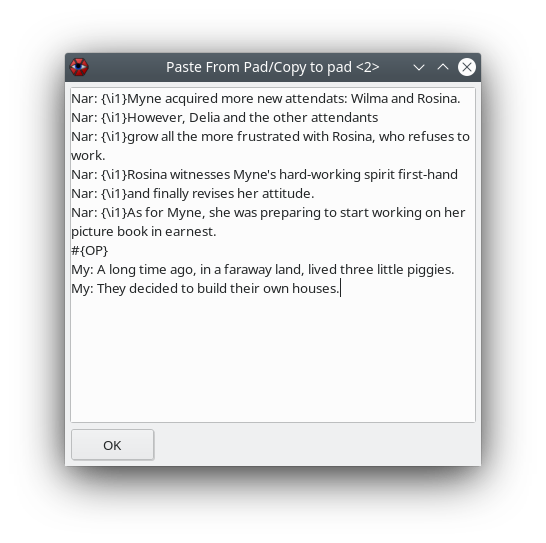 Paste From Pad/Copy to pad <2>
Nar: {\i1}Myne acquired more new attendats: Wilma and Rosina.
Nar: {\i1}However, Delia and the other attendants
Nar: {\i1}grow all the more frustrated with Rosina, who refuses to
work.
Nar: {\i1}Rosina witnesses Myne's hard-working spirit first-hand
Nar: {\i1}and finally revises her attitude.
Nar: {\i1}As for Myne, she was preparing to start working on her
picture book in earnest.
#{OP}
My: A long time ago, in a faraway land, lived three little piggies.
My: They decided to build their own houses.
OK